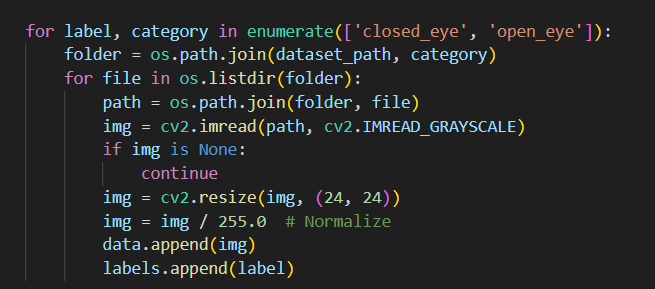 for label, category in enumerate(['closed_eye', 'open_eye']):
    folder = os.path.join(dataset_path, category)
    for file in os.listdir(folder):
        path = os.path.join(folder, file)
        img = cv2.imread(path, cv2.IMREAD_GRAYSCALE)
        if img is None:
            continue
        img = cv2.resize(img, (24, 24))
        img = img / 255.0  # Normalize
        data.append(img)
        labels.append(label)